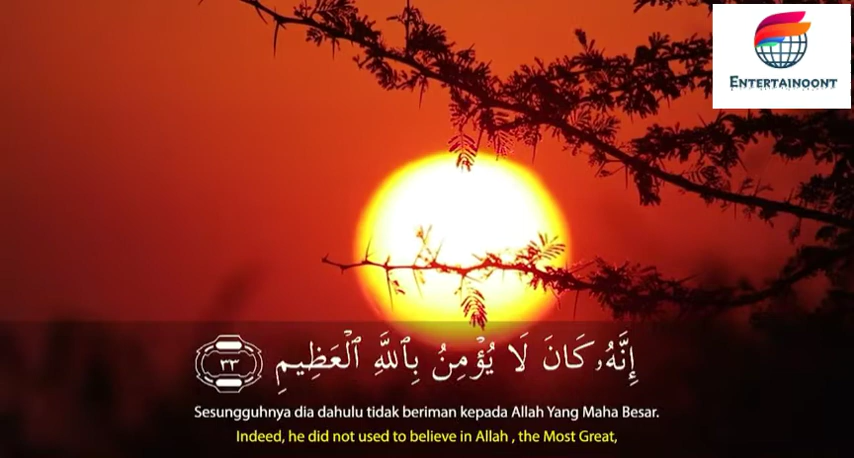 ENTERTAINOONT
إِنَّهُۥ كَانَ لَا يُؤْمِنُ بِٱللَّهِ ٱلْعَظِيمِ ٣٣
Sesungguhnya dia dahulu tidak beriman kepada Allah Yang Maha Besar.
Indeed, he did not used to believe in Allah , the Most Great,